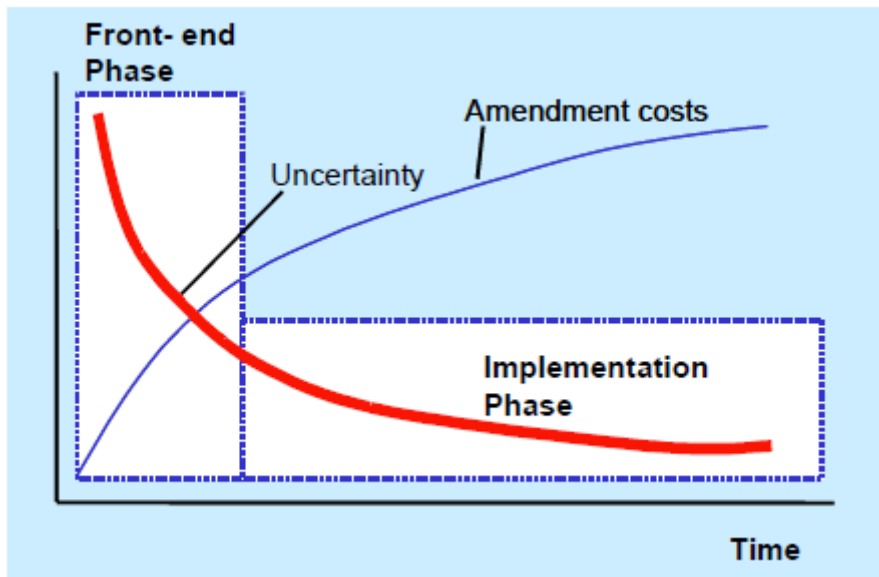 Front- end
Phase
Amendment costs
Uncertainty
Implementation
Phase
Time